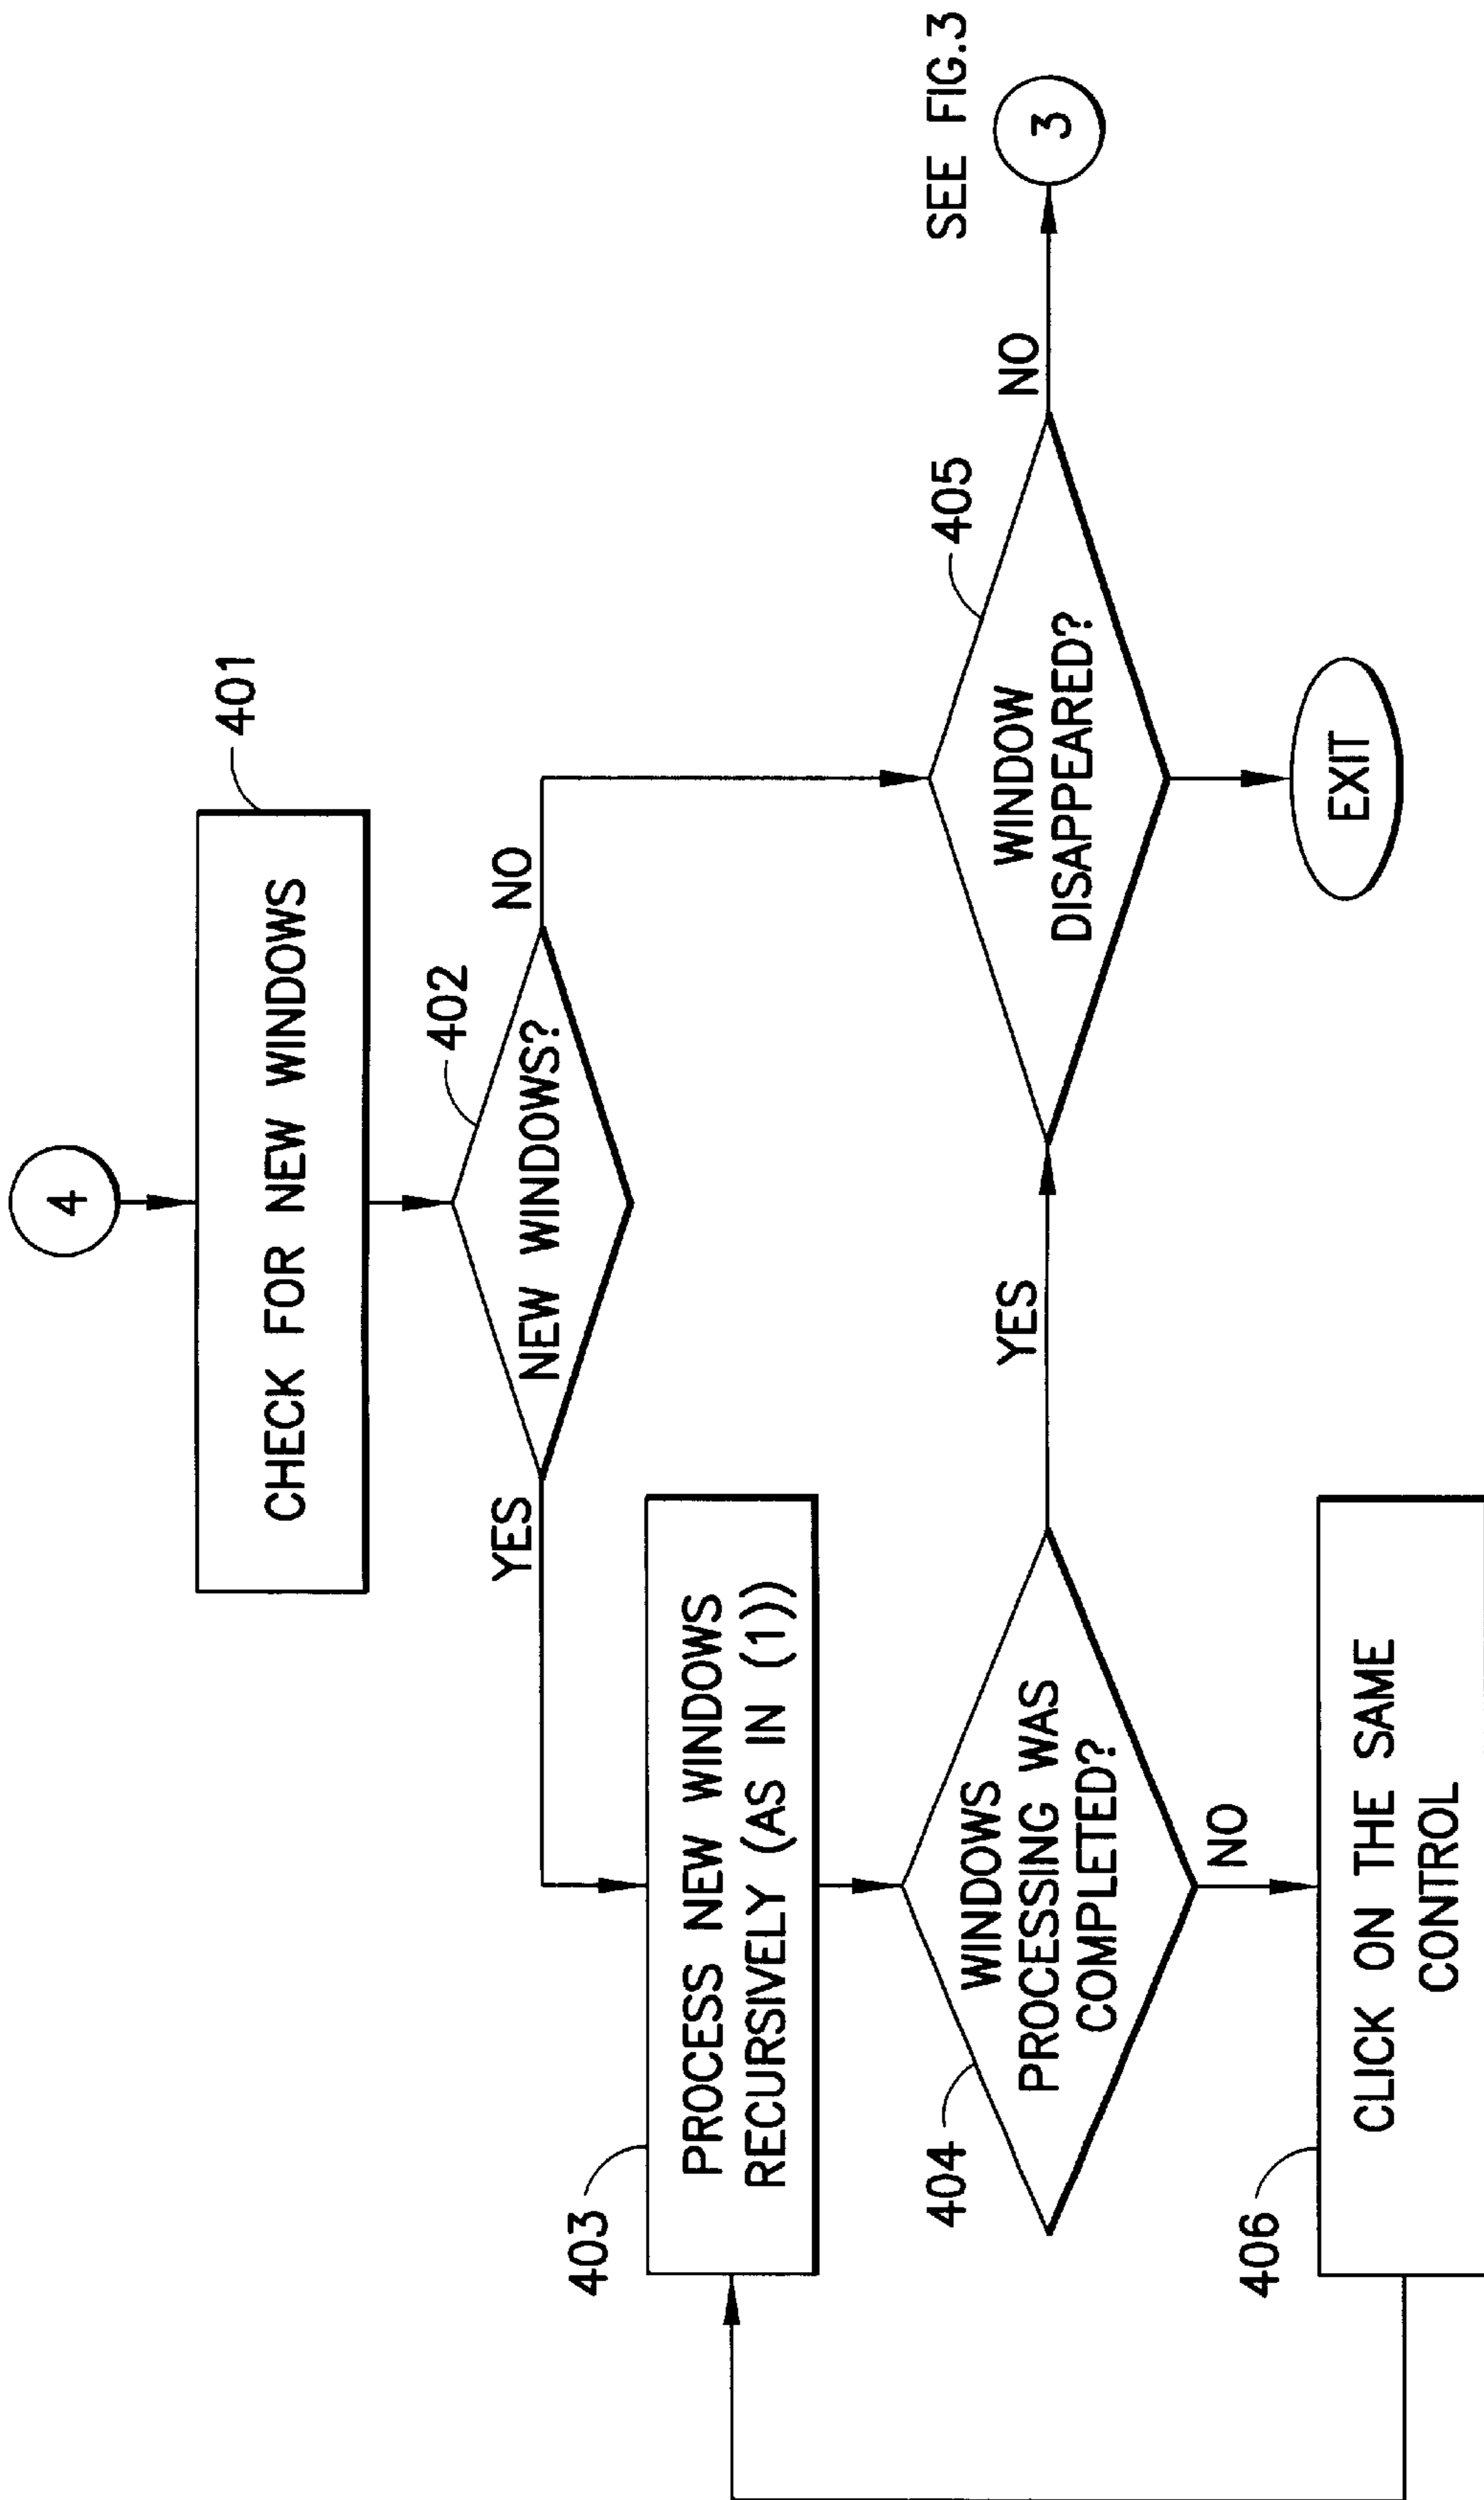 4
401
CHECK FOR NEW WINDOWS
402
NEW WINDOWS?
YES
NO
403
PROCESS NEW WINDOWS
RECURSIVELY (AS IN (1))
404
WINDOWS
PROCESSING WAS
COMPLETED?
YES
NO
405
WINDOW
DISAPPEARED?
NO
SEE FIG.3
3
EXIT
406
CLICK ON THE SAME
CONTROL